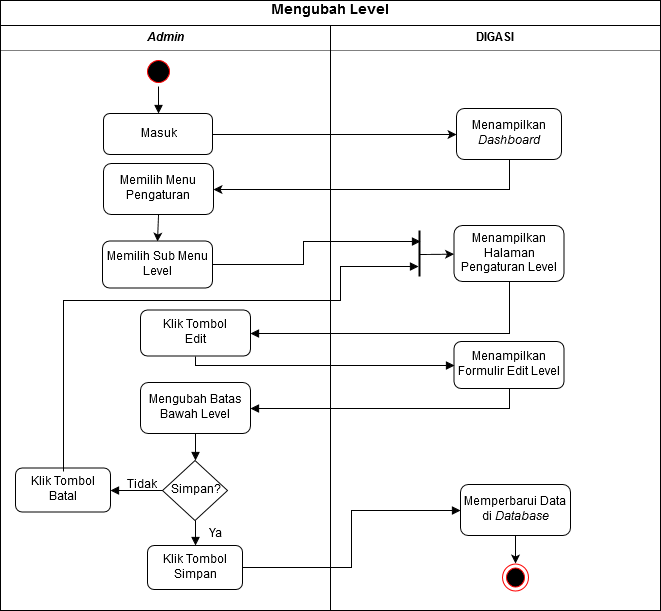 Mengubah Level
Admin
DIGASI
Masuk
Menampilkan
Dashboard
Memilih Menu
Pengaturan
Memilih Sub Menu
Level
Menampilkan
Halaman
Pengaturan Level
Klik Tombol
Edit
Menampilkan
Formulir Edit Level
Mengubah Batas
Bawah Level
Simpan?
Tidak
Klik Tombol
Batal
Ya
Klik Tombol
Simpan
Memperbarui Data
di Database